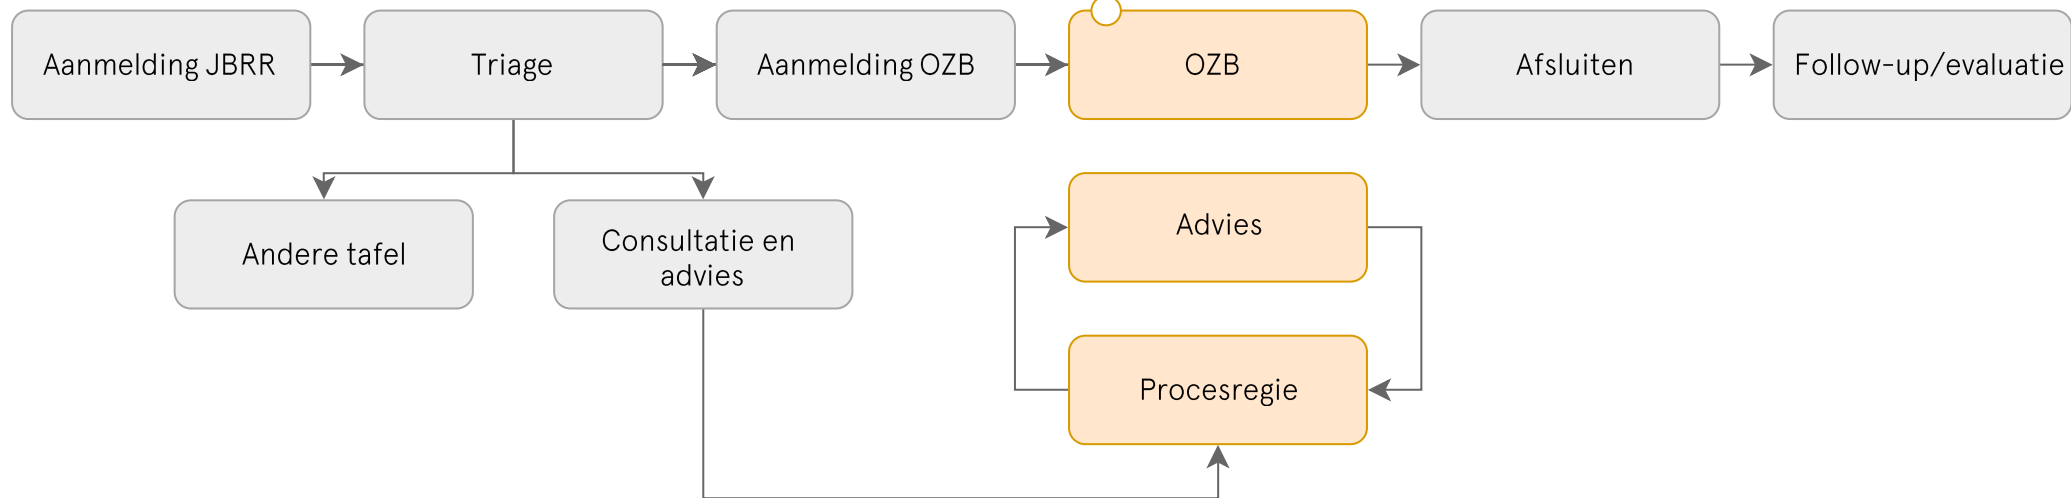 Aanmelding JBRR
Triage
Aanmelding OZB
OZB
Afsluiten
Follow-up/evaluatie
Andere tafel
Consultatie en
advies
Advies
Procesregie